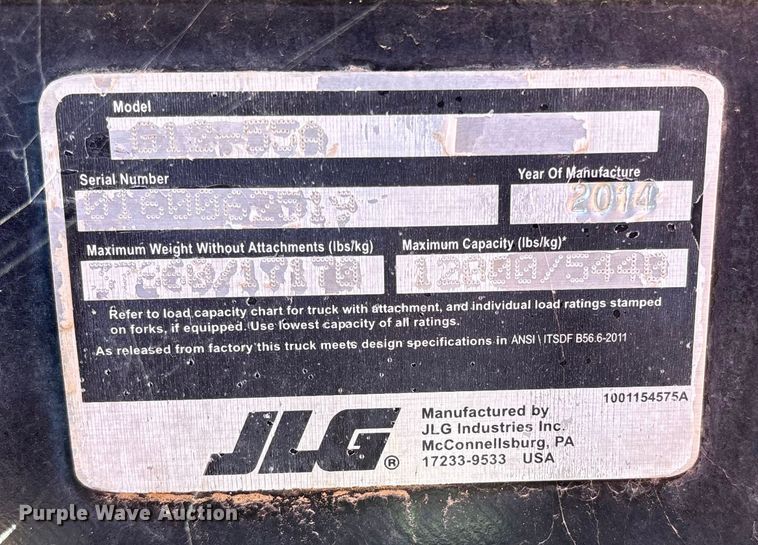 Model
G12-55A
Serial Number
Year Of Manufacture
0160062519
2014
Maximum Weight Without Attachments (lbs/kg)
Maximum Capacity (lbs/kg)*
12000/5440
* Refer to load capacity chart for truck with attachment, and individual load ratings stamped
on forks, if equipped. Use lowest capacity of all ratings.
As released from factory this truck meets design specifications in ANSI \ ITSDF B56.6-2011
1001154575A
JLG®
Manufactured by
JLG Industries Inc.
McConnellsburg, PA
17233-9533 USA
Purple Wave Auction